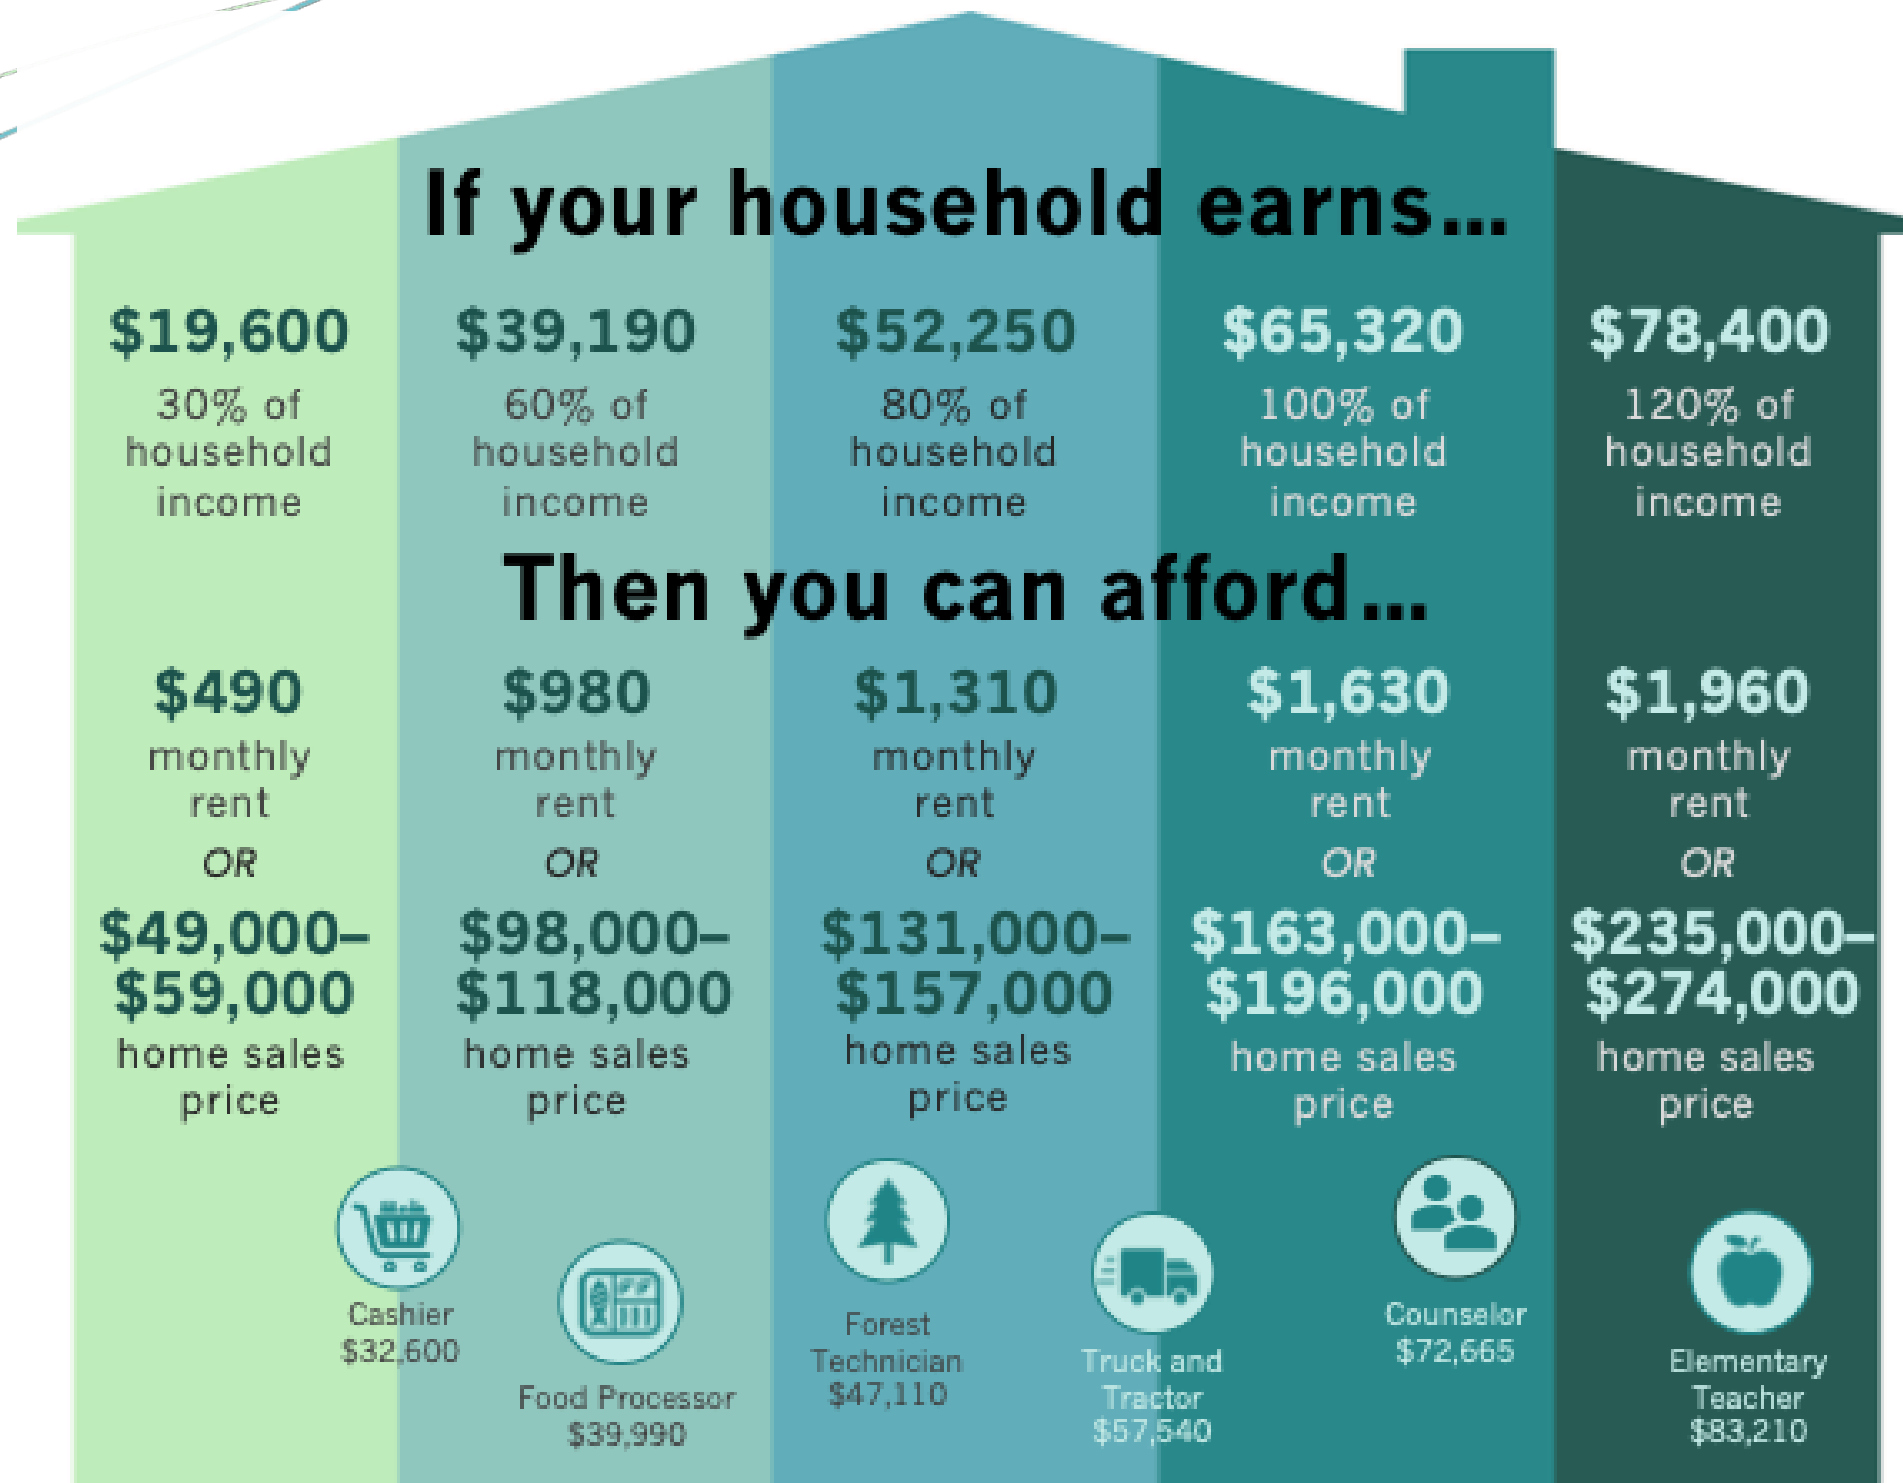 If your household earns...
$19,600
30% of
household
income
$39,190
60% of
household
income
$52,250
80% of
household
income
$65,320
100% of
household
income
$78,400
120% of
household
income
Then you can afford...
$490
monthly
rent
OR
$49,000–
$59,000
home sales
price
$980
monthly
rent
OR
$98,000–
$118,000
home sales
price
$1,310
monthly
rent
OR
$131,000–
$157,000
home sales
price
$1,630
monthly
rent
OR
$163,000–
$196,000
home sales
price
$1,960
monthly
rent
OR
$235,000–
$274,000
home sales
price
Cashier
$32,600
Food Processor
$39,990
Forest
Technician
$47,110
Truck and
Tractor
$57,540
Counselor
$72,665
Elementary
Teacher
$83,210